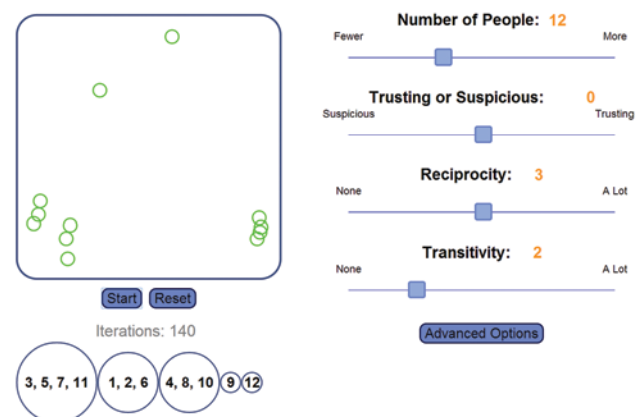 Number of People: 12
Fewer
More
Trusting or Suspicious: 0
Suspicious
Trusting
Reciprocity: 3
None
A Lot
Transitivity: 2
None
A Lot
Start
Reset
Advanced Options
Iterations: 140
3, 5, 7, 11
1, 2, 6
4, 8, 10
9
12